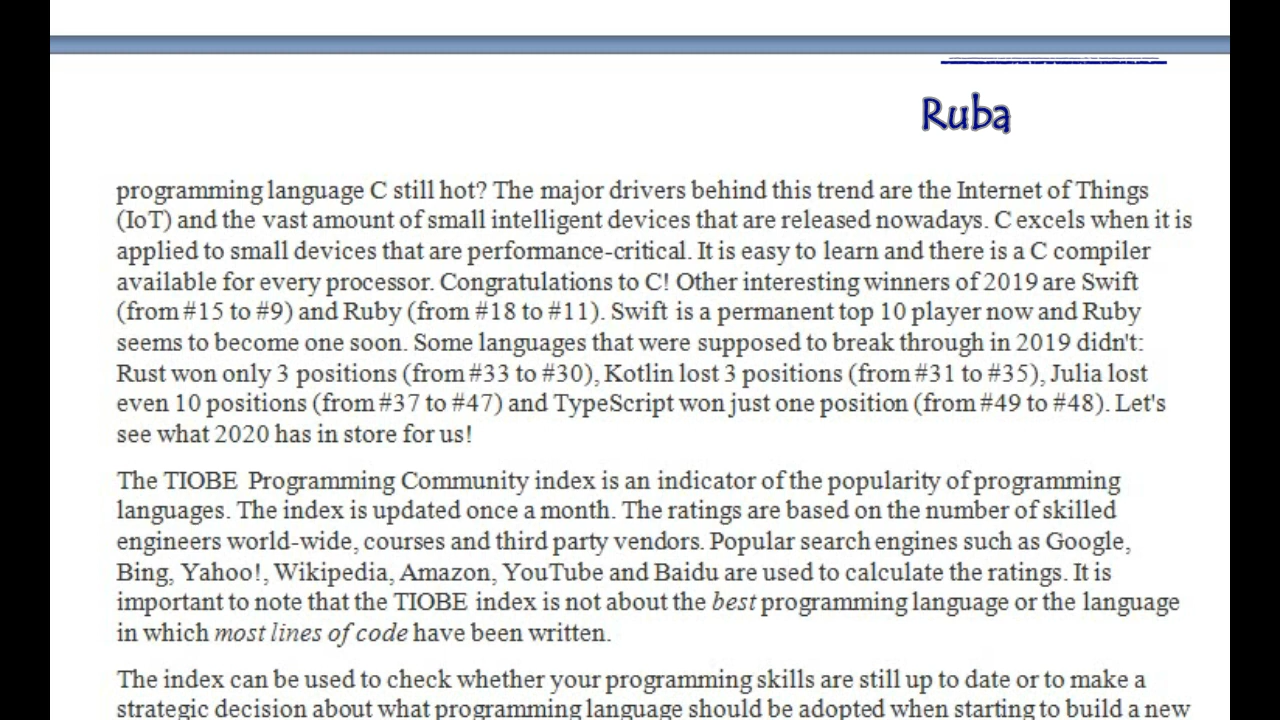 Ruba
programming language C still hot? The major drivers behind this trend are the Internet of Things
(IoT) and the vast amount of small intelligent devices that are released nowadays. C excels when it is
applied to small devices that are performance-critical. It is easy to learn and there is a C compiler
available for every processor. Congratulations to C! Other interesting winners of 2019 are Swift
(from #15 to #9) and Ruby (from #18 to #11). Swift is a permanent top 10 player now and Ruby
seems to become one soon. Some languages that were supposed to break through in 2019 didn't:
Rust won only 3 positions (from #33 to #30), Kotlin lost 3 positions (from #31 to #35), Julia lost
even 10 positions (from #37 to #47) and TypeScript won just one position (from #49 to #48). Let's
see what 2020 has in store for us!
The TIOBE Programming Community index is an indicator of the popularity of programming
languages. The index is updated once a month. The ratings are based on the number of skilled
engineers world-wide, courses and third party vendors. Popular search engines such as Google,
Bing, Yahoo!, Wikipedia, Amazon, YouTube and Baidu are used to calculate the ratings. It is
important to note that the TIOBE index is not about the best programming language or the language
in which most lines of code have been written.
The index can be used to check whether your programming skills are still up to date or to make a
strategic decision about what programming language should be adopted when starting to build a new